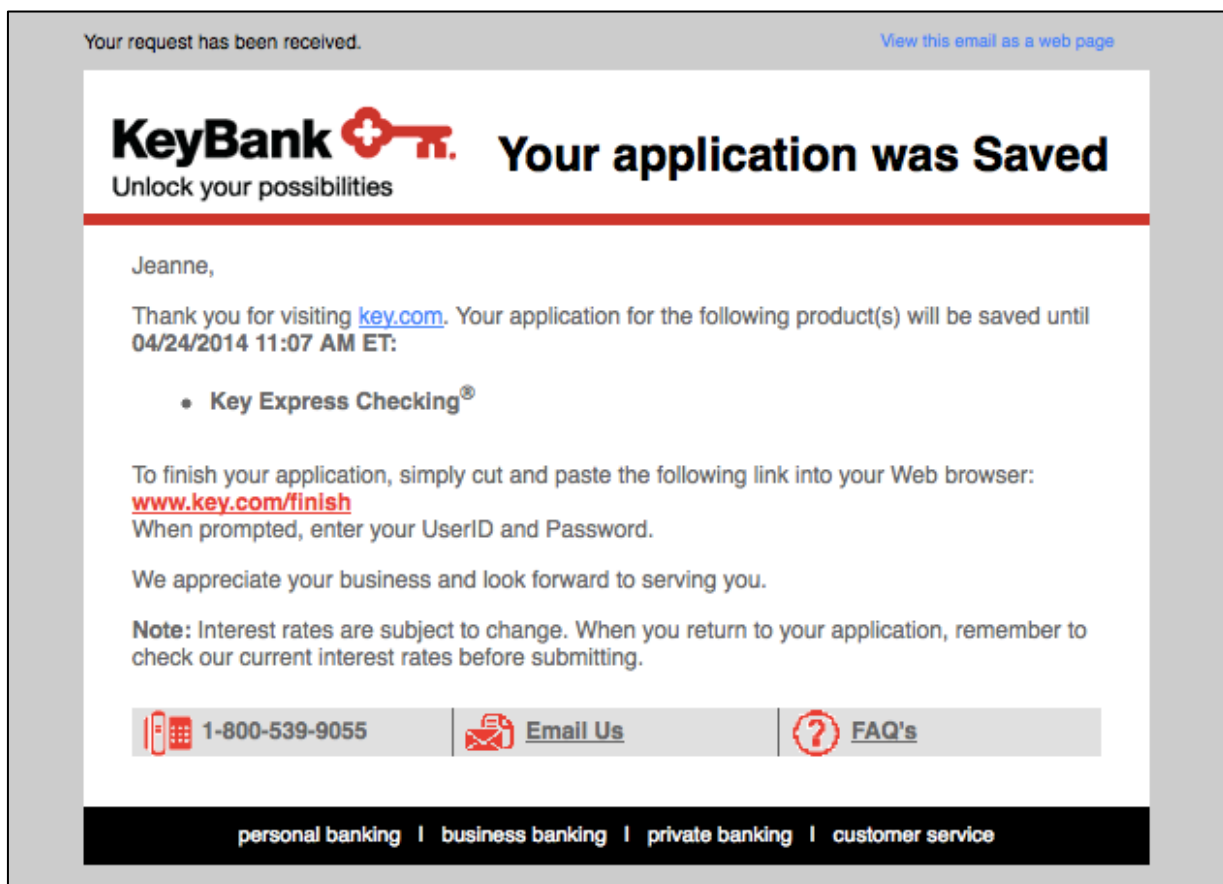 Your request has been received.
View this email as a web page
KeyBank
Unlock your possibilities
Your application was Saved
Jeanne,
Thank you for visiting key.com. Your application for the following product(s) will be saved until
04/24/2014 11:07 AM ET:
• Key Express Checking®
To finish your application, simply cut and paste the following link into your Web browser:
www.key.com/finish
When prompted, enter your UserID and Password.
We appreciate your business and look forward to serving you.
Note: Interest rates are subject to change. When you return to your application, remember to
check our current interest rates before submitting.
1-800-539-9055
Email Us
FAQ's
personal banking | business banking | private banking | customer service